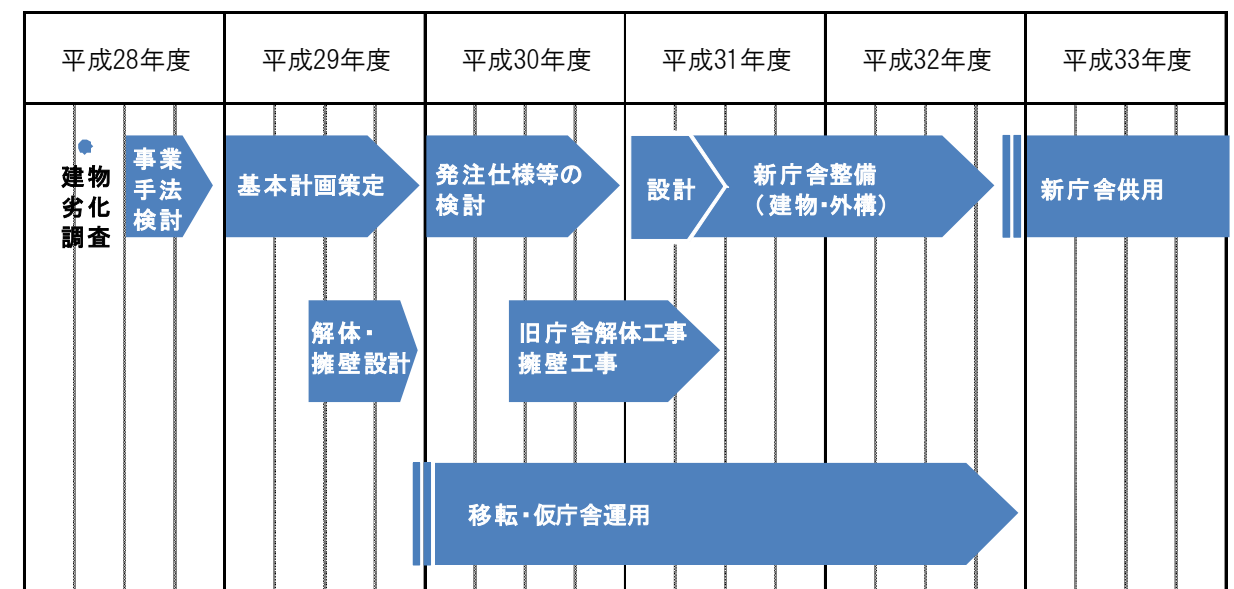 平成28年度
平成29年度
平成30年度
平成31年度
平成32年度
平成33年度
建物
劣化
調査
事業
手法
検討
基本計画策定
発注仕様等の
検討
設計
新庁舎整備
（建物・外構）
新庁舎供用
解体・
擁壁設計
旧庁舎解体工事
擁壁工事
移転・仮庁舎運用